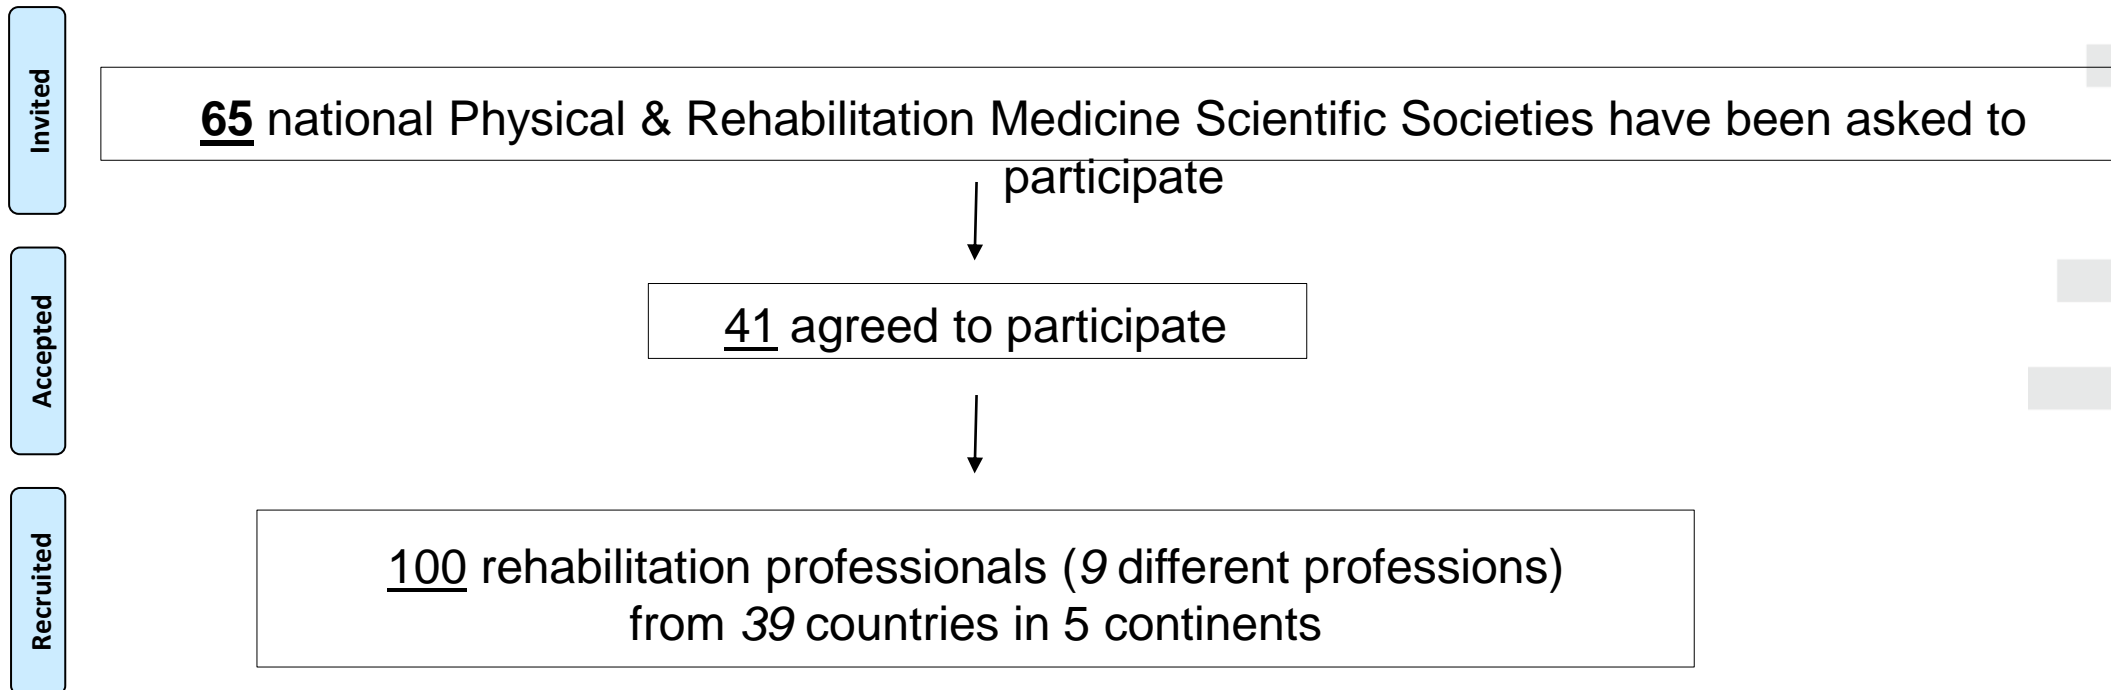 Invited
65 national Physical & Rehabilitation Medicine Scientific Societies have been asked to
participate
Accepted
41 agreed to participate
Recruited
100 rehabilitation professionals (9 different professions)
from 39 countries in 5 continents